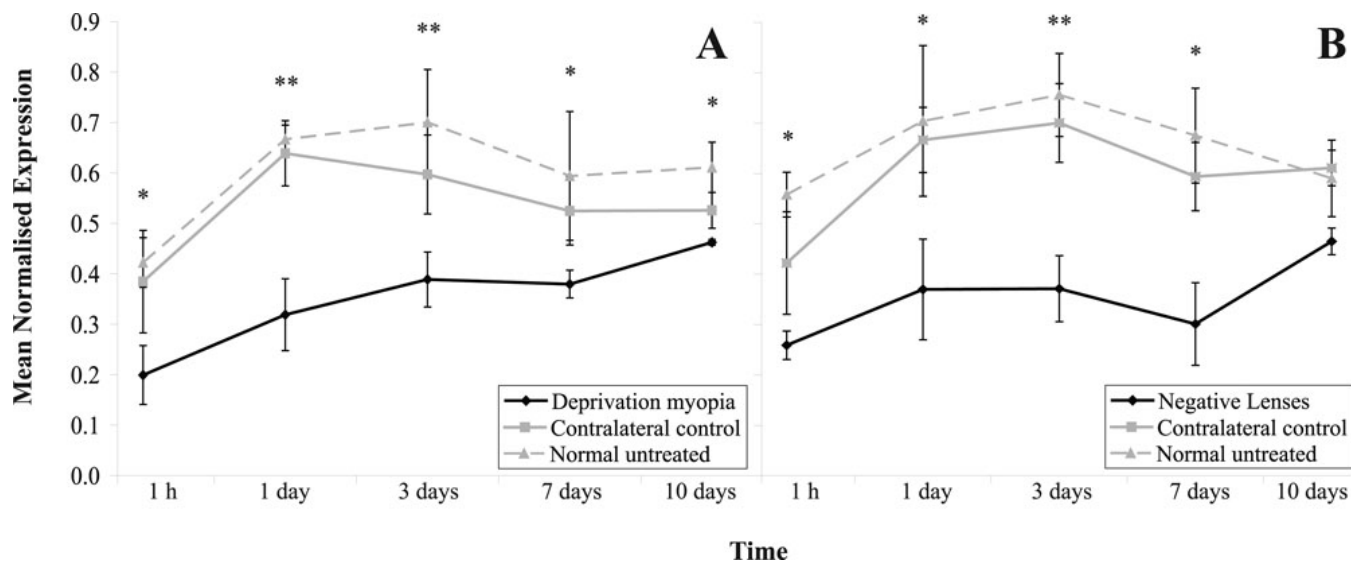 Mean Normalised Expression
0.9
0.8
0.7
0.6
0.5
0.4
0.3
0.2
0.1
0.0
A
*
**
**
*
*
Deprivation myopia
Contralateral control
Normal untreated
1 h
1 day
3 days
7 days
10 days
B
*
*
**
*
Negative Lenses
Contralateral control
Normal untreated
1 h
1 day
3 days
7 days
10 days
Time